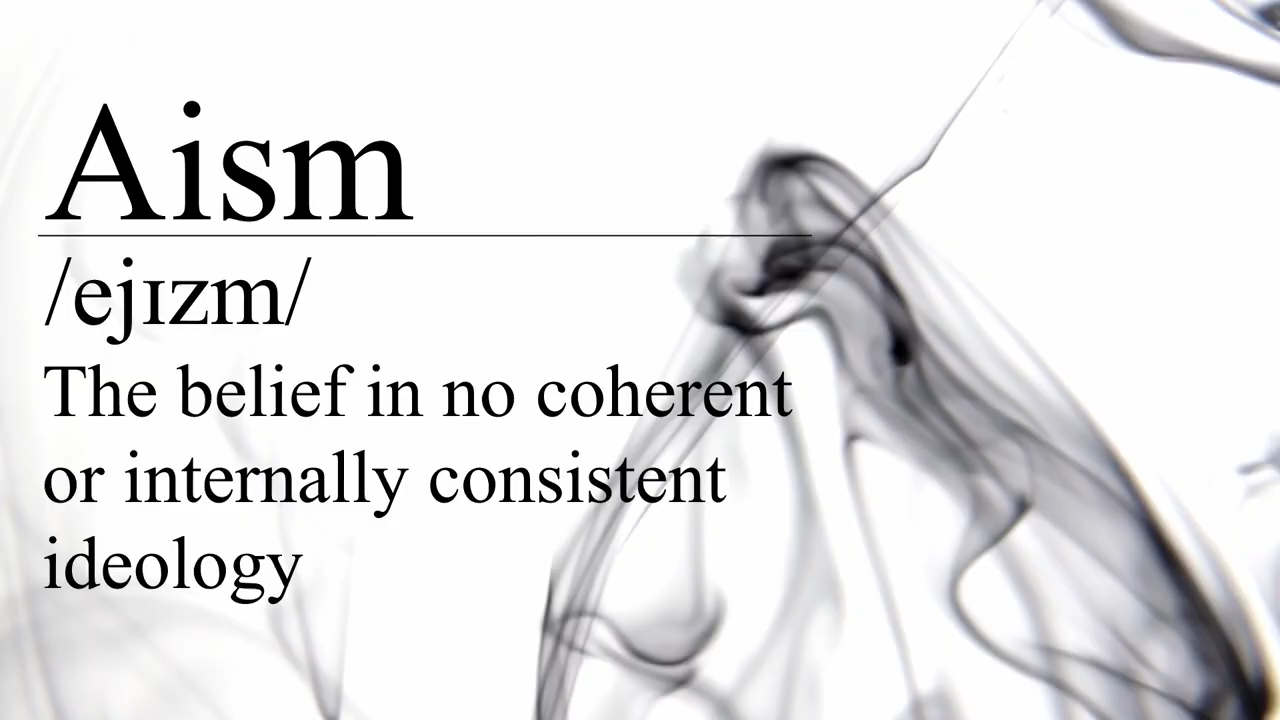 Aism
/ejɪzm/
The belief in no coherent
or internally consistent
ideology